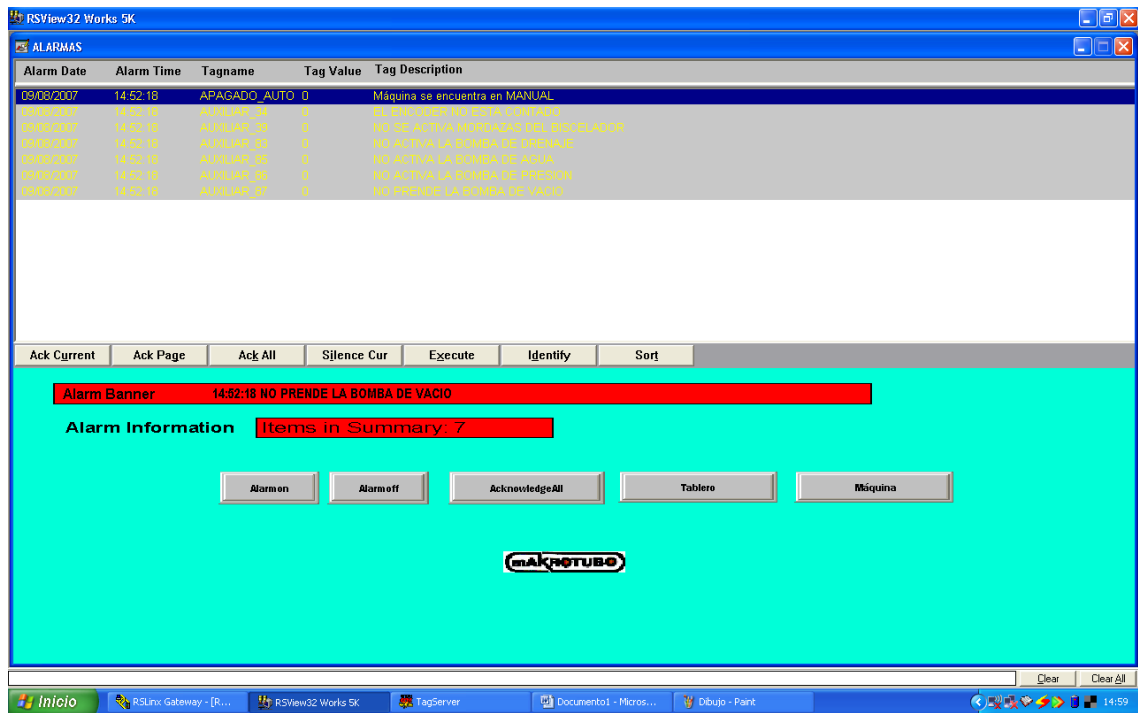 RSView32 Works 5K
ALARMAS
Alarm Date Alarm Time Tagname Tag Value Tag Description
09/08/2007 14:52:18 APAGADO_AUTO 0 Máquina se encuentra en MANUAL
09/08/2007 14:52:18 AUXILIAR_34 0 EL ENCODER NO ESTA CONTADO
09/08/2007 14:52:18 AUXILIAR_39 0 NO SE ACTIVA MORDAZAS DEL BISCELADOR
09/08/2007 14:52:18 AUXILIAR_83 0 NO ACTIVA LA BOMBA DE DRENAJE
09/08/2007 14:52:18 AUXILIAR_85 0 NO ACTIVA LA BOMBA DE AGUA
09/08/2007 14:52:18 AUXILIAR_86 0 NO ACTIVA LA BOMBA DE PRESION
09/08/2007 14:52:18 AUXILIAR_87 0 NO PRENDE LA BOMBA DE VACIO
Ack Current Ack Page Ack All Silence Cur Execute Identify Sort
Alarm Banner 14:52:18 NO PRENDE LA BOMBA DE VACIO
Alarm Information Items in Summary: 7
Alarmon Alarmoff AcknowledgeAll Tablero Máquina
mAKROTUBO
Clear Clear All
Inicio RSLinx Gateway - [R... RSView32 Works 5K TagServer Documento1 - Micros... Dibujo - Paint 14:59